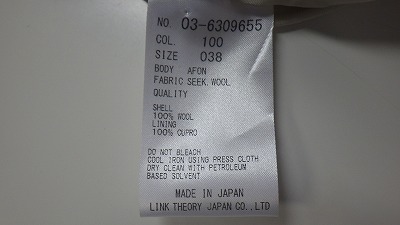 NO. 03-6309655
COL. 100
SIZE 038
BODY AFON
FABRIC SEEK.WOOL
QUALITY
SHELL
100% WOOL
LINING
100% CUPRO
DO NOT BLEACH
COOL IRON USING PRESS CLOTH
DRY CLEAN WITH PETROLEUM
BASED SOLVENT
MADE IN JAPAN
LINK THEORY JAPAN CO.,LTD